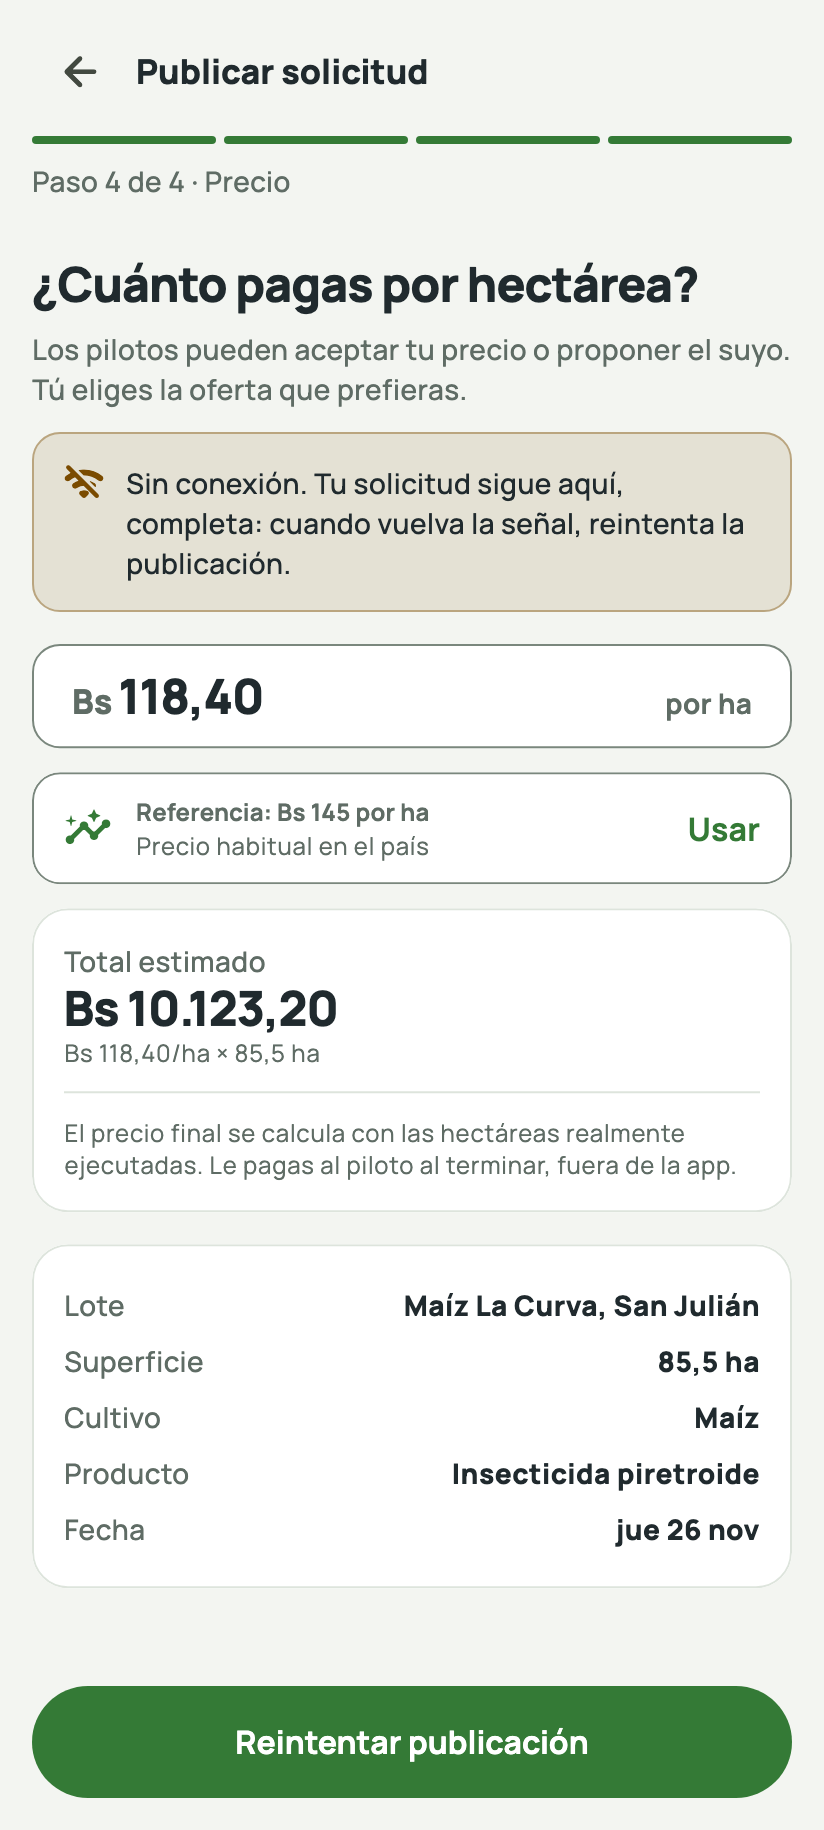 Publicar solicitud
Paso 4 de 4 · Precio
¿Cuánto pagas por hectárea?
Los pilotos pueden aceptar tu precio o proponer el suyo.
Tú eliges la oferta que prefieras.
Sin conexión. Tu solicitud sigue aquí,
completa: cuando vuelva la señal, reintenta la
publicación.
Bs 118,40 por ha
Referencia: Bs 145 por ha
Precio habitual en el país
Usar
Total estimado
Bs 10.123,20
Bs 118,40/ha × 85,5 ha
El precio final se calcula con las hectáreas realmente
ejecutadas. Le pagas al piloto al terminar, fuera de la app.
Lote Maíz La Curva, San Julián
Superficie 85,5 ha
Cultivo Maíz
Producto Insecticida piretroide
Fecha jue 26 nov
Reintentar publicación